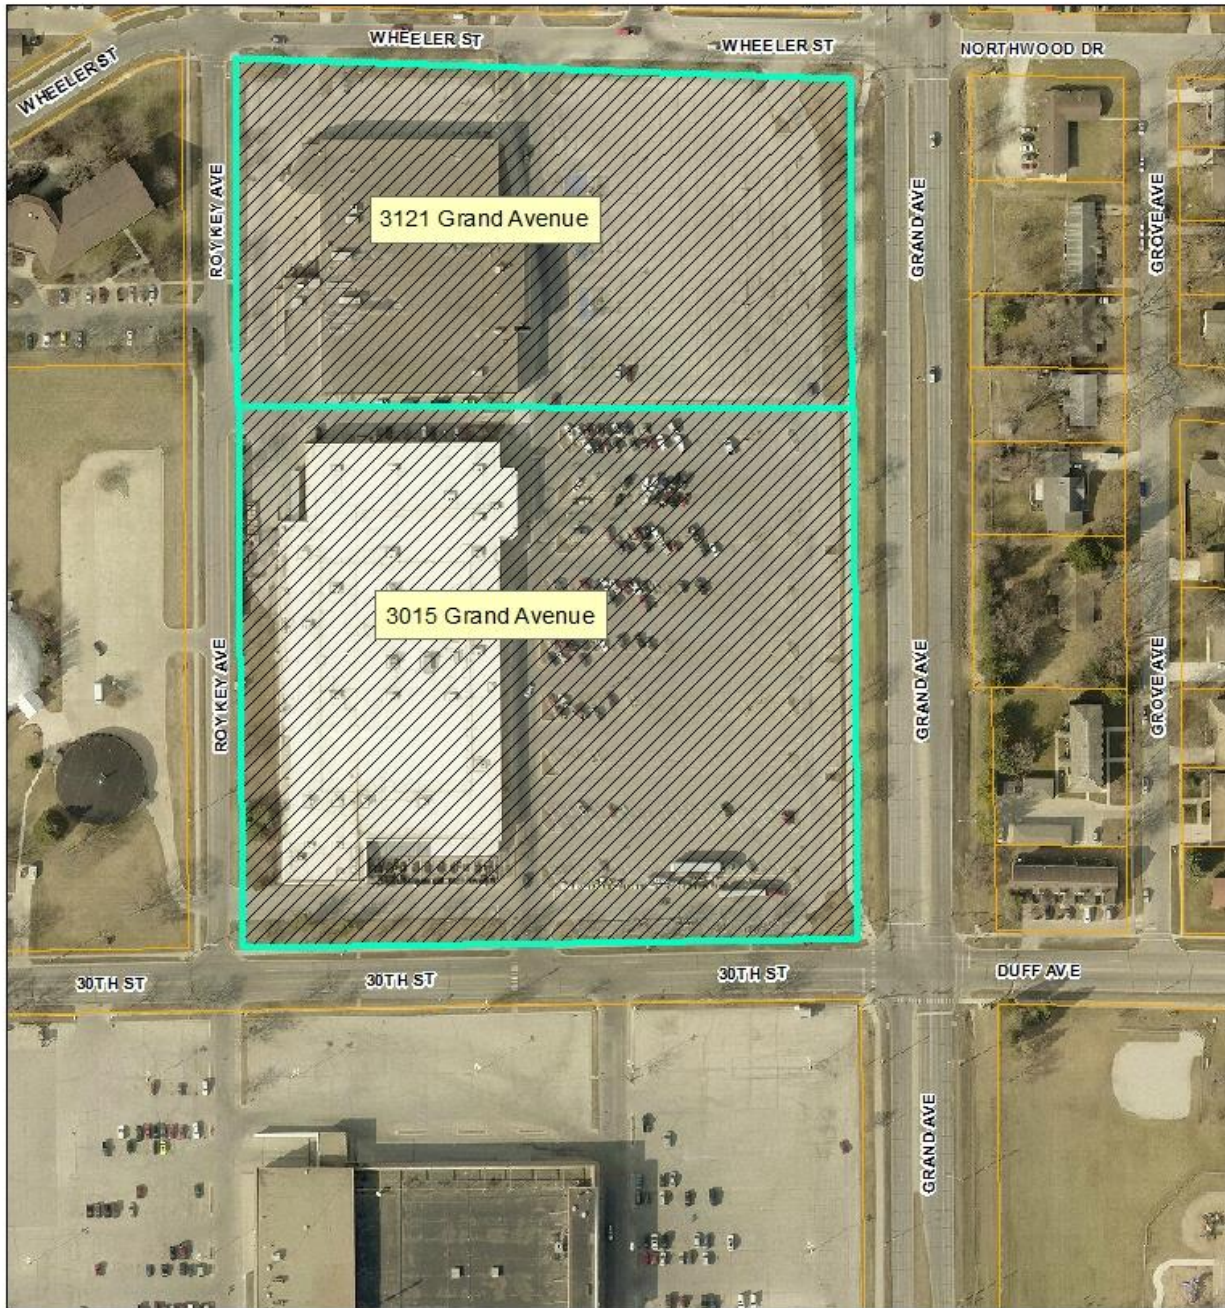 WHEELER ST
WHEELER ST
WHEELER ST
NORTHWOOD DR
ROY KEY AVE
3121 Grand Avenue
GRAND AVE
GROVE AVE
3015 Grand Avenue
ROY KEY AVE
GRAND AVE
GROVE AVE
30TH ST
30TH ST
30TH ST
DUFF AVE
GRAND AVE